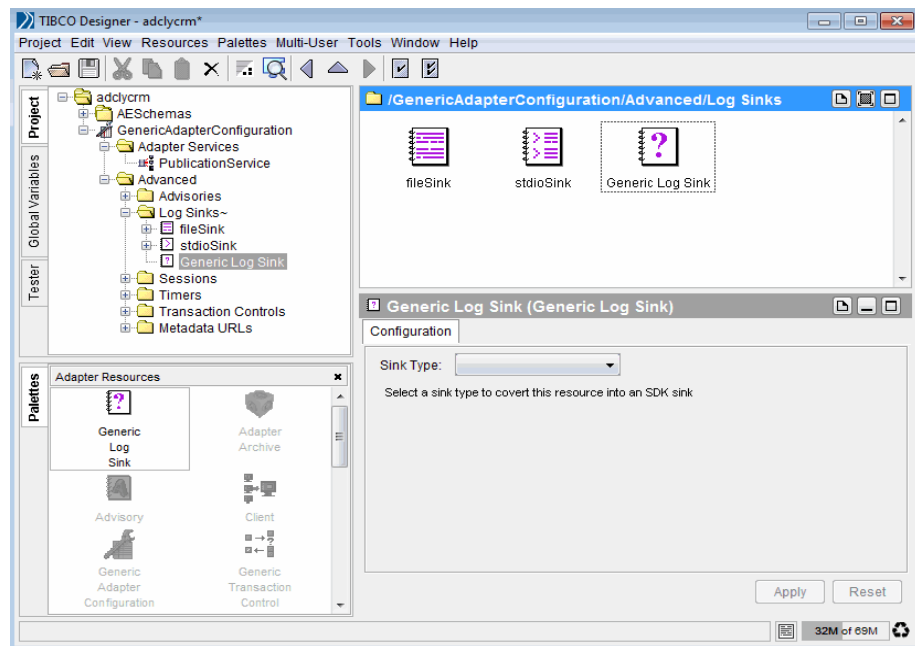 TIBCO Designer - adclycrm*
Project Edit View Resources Palettes Multi-User Tools Window Help
Project
Global Variables
Tester
adclycrm
AESchemas
GenericAdapterConfiguration
Adapter Services
PublicationService
Advanced
Advisories
Log Sinks~
fileSink
stdioSink
Generic Log Sink
Sessions
Timers
Transaction Controls
Metadata URLs
/GenericAdapterConfiguration/Advanced/Log Sinks
fileSink
stdioSink
Generic Log Sink
Generic Log Sink (Generic Log Sink)
Configuration
Sink Type:
Select a sink type to covert this resource into an SDK sink
Apply
Reset
Palettes
Adapter Resources
Generic
Log
Sink
Adapter
Archive
Advisory
Client
Generic
Adapter
Configuration
Generic
Transaction
Control
32M of 69M